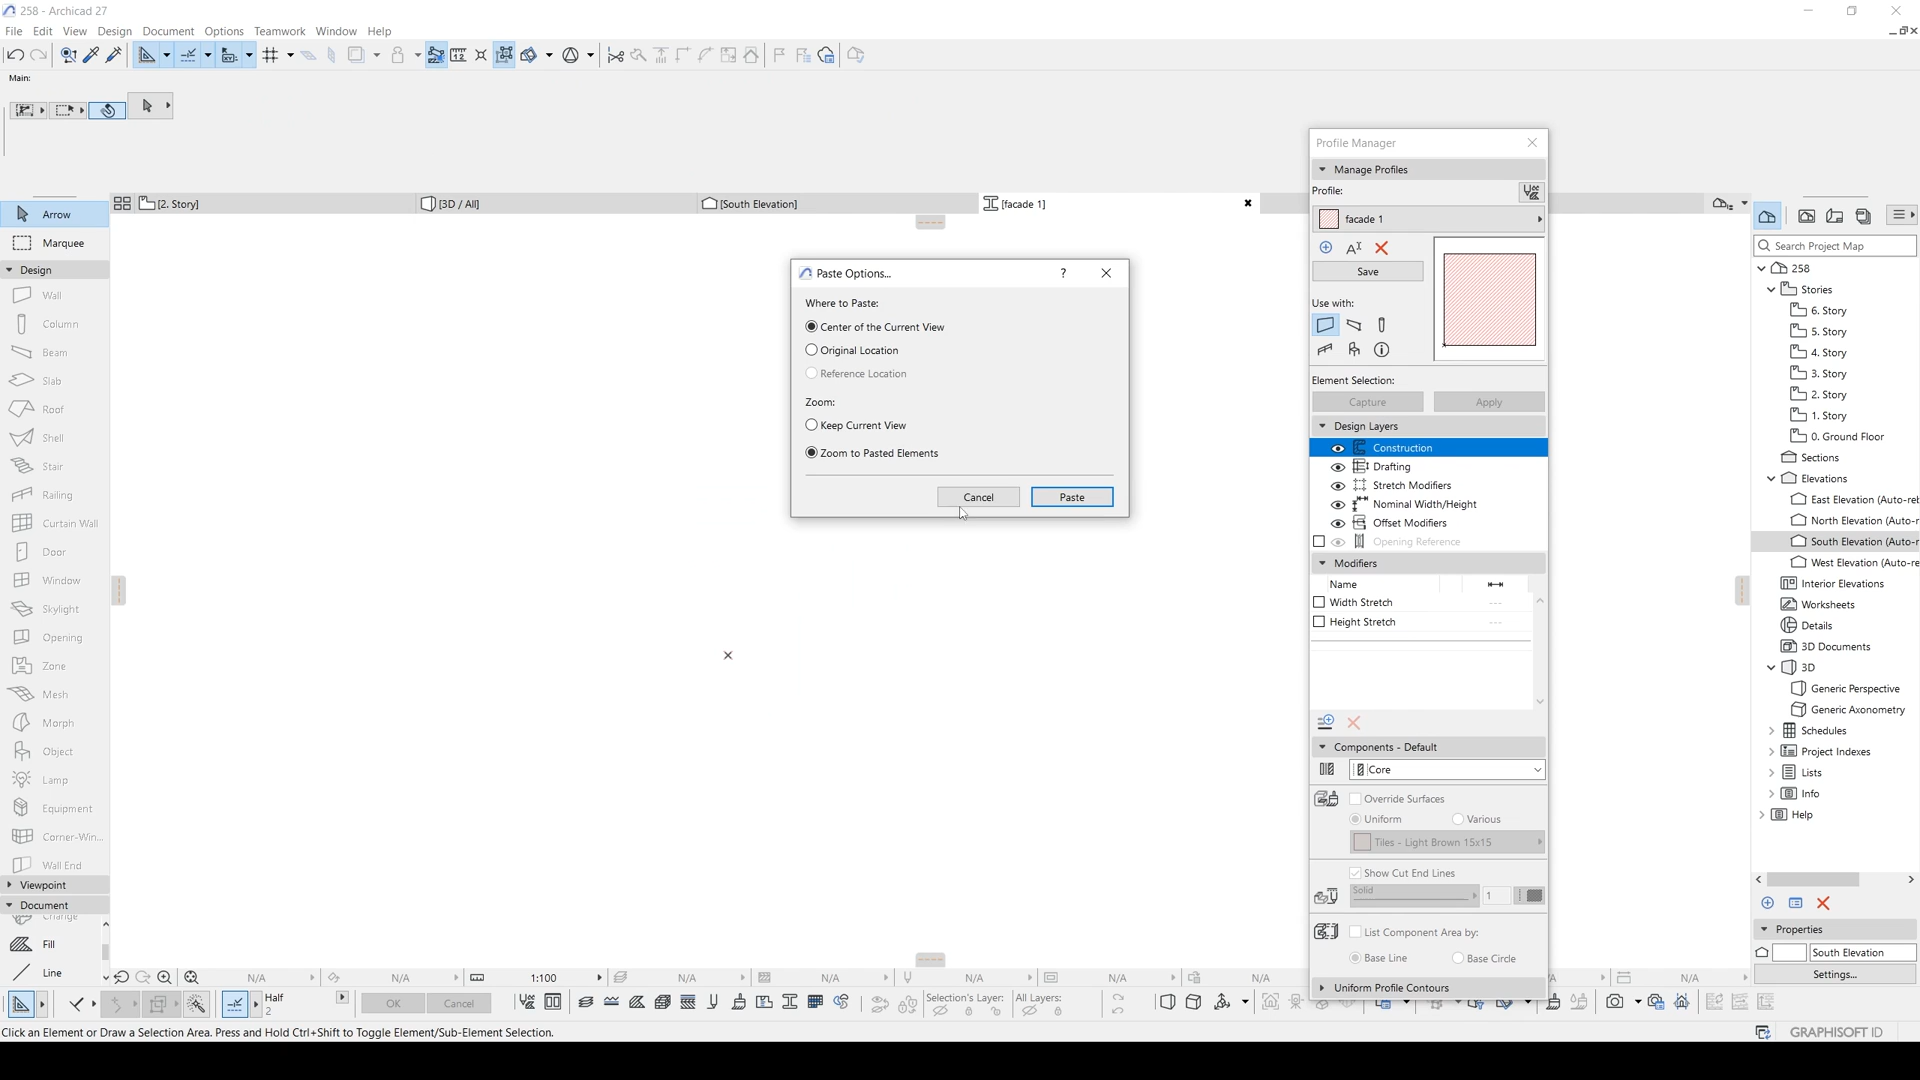 258 - Archicad 27
File Edit View Design Document Options Teamwork Window Help
Main:
[2. Story] [3D / All] [South Elevation] [facade 1]
Arrow
Marquee
Design
Wall
Column
Beam
Slab
Roof
Shell
Stair
Railing
Curtain Wall
Door
Window
Skylight
Opening
Zone
Mesh
Morph
Object
Lamp
Equipment
Corner-Win...
Wall End
Viewpoint
Document
Change
Fill
Line
Paste Options...
?
Where to Paste:
Center of the Current View
Original Location
Reference Location
Zoom:
Keep Current View
Zoom to Pasted Elements
Cancel Paste
Profile Manager
Manage Profiles
Profile:
facade 1
Save
Use with:
Element Selection:
Capture Apply
Design Layers
Construction
Drafting
Stretch Modifiers
Nominal Width/Height
Offset Modifiers
Opening Reference
Modifiers
Name
Width Stretch ---
Height Stretch ---
Components - Default
Core
Override Surfaces
Uniform Various
Tiles - Light Brown 15x15
Show Cut End Lines
Solid 1
List Component Area by:
Base Line Base Circle
Uniform Profile Contours
Search Project Map
258
Stories
6. Story
5. Story
4. Story
3. Story
2. Story
1. Story
0. Ground Floor
Sections
Elevations
East Elevation (Auto-reb
North Elevation (Auto-r
South Elevation (Auto-r
West Elevation (Auto-re
Interior Elevations
Worksheets
Details
3D Documents
3D
Generic Perspective
Generic Axonometry
Schedules
Project Indexes
Lists
Info
Help
Properties
South Elevation
Settings...
N/A N/A 1:100 N/A N/A N/A N/A N/A N/A
Half
2
OK Cancel
Selection's Layer: All Layers:
Click an Element or Draw a Selection Area. Press and Hold Ctrl+Shift to Toggle Element/Sub-Element Selection.
GRAPHISOFT ID